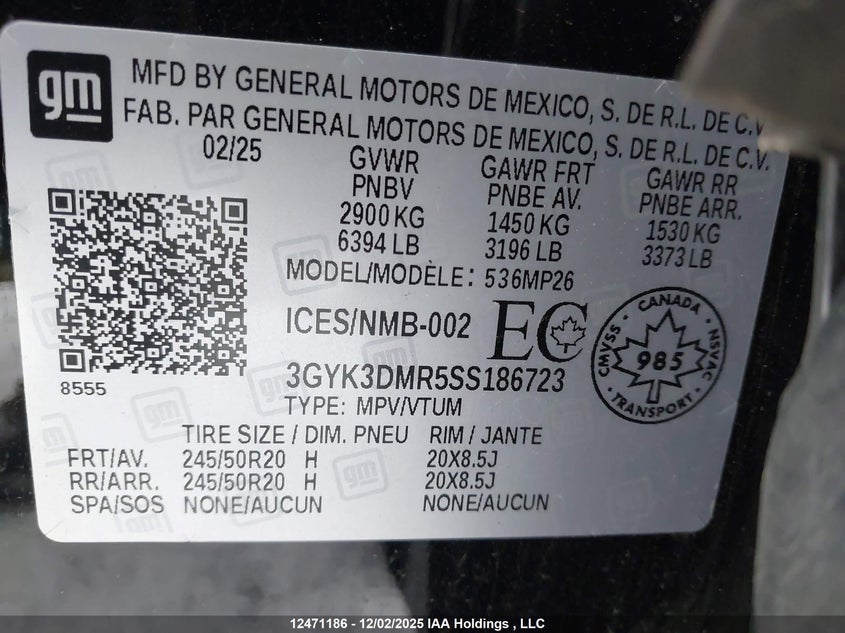 gm
MFD BY GENERAL MOTORS DE MEXICO, S. DE R.L. DE C.V.
FAB. PAR GENERAL MOTORS DE MEXICO, S. DE R.L. DE C.V.
02/25 GVWR GAWR FRT GAWR RR
PNBV PNBE AV. PNBE ARR.
2900 KG 1450 KG 1530 KG
6394 LB 3196 LB 3373 LB
MODEL/MODÈLE: 536MP26
ICES/NMB-002 EC
CANADA
CMVSS 985 NSVAC
TRANSPORT
8555 3GYK3DMR5SS186723
TYPE: MPV/VTUM
TIRE SIZE / DIM. PNEU RIM / JANTE
FRT/AV. 245/50R20 H 20X8.5J
RR/ARR. 245/50R20 H 20X8.5J
SPA/SOS NONE/AUCUN NONE/AUCUN
12471186 - 12/02/2025 IAA Holdings , LLC